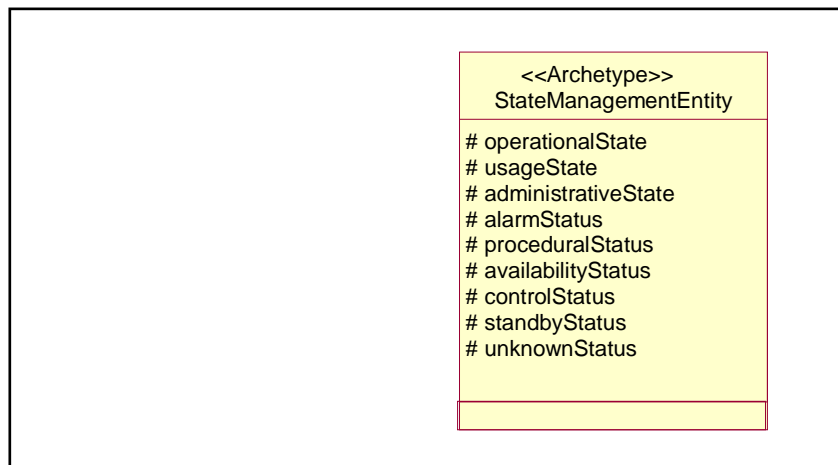 <<Archetype>>
StateManagementEntity
# operationalState
# usageState
# administrativeState
# alarmStatus
# proceduralStatus
# availabilityStatus
# controlStatus
# standbyStatus
# unknownStatus